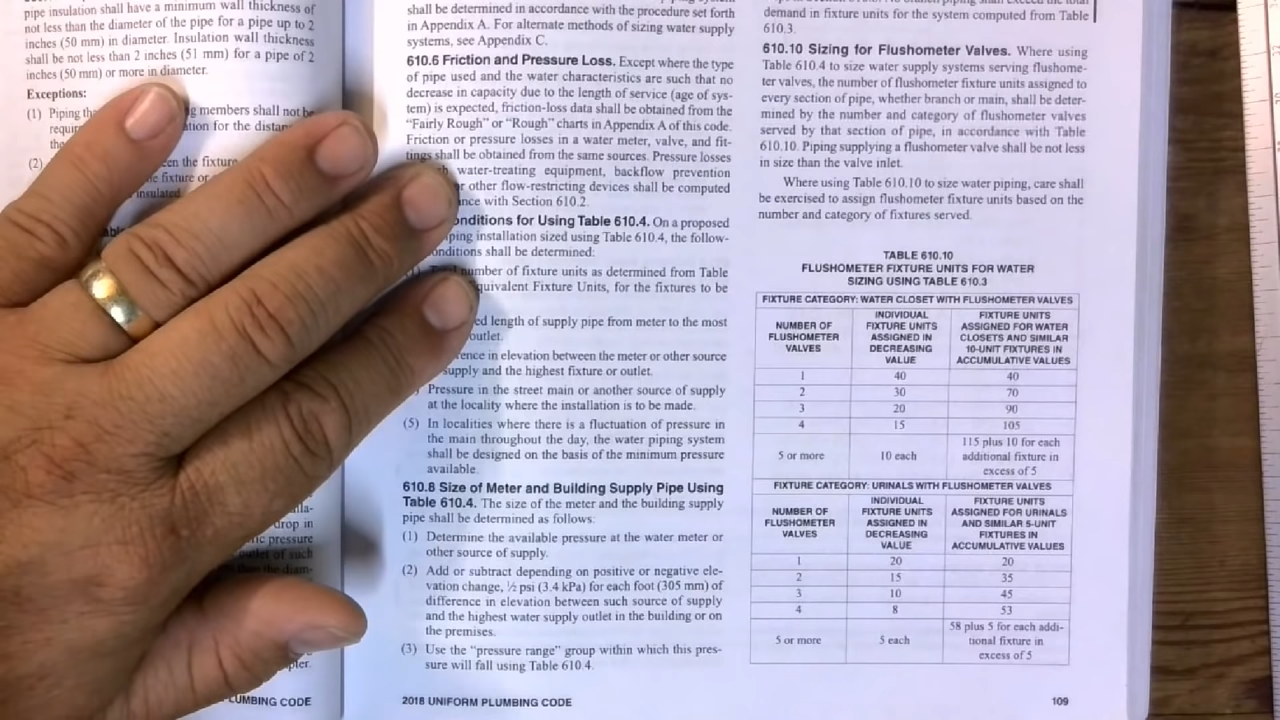 pipe insulation shall have a minimum wall thickness of
not less than the diameter of the pipe for a pipe up to 2
inches (50 mm) in diameter. Insulation wall thickness
shall be not less than 2 inches (51 mm) for a pipe of 2
inches (50 mm) or more in diameter.
Exceptions:
(1) Piping members shall not be
for the
the
(2) the fixture
fixture or
insulated
drop in
pressure
outlet of such
PLUMBING CODE
shall be determined in accordance with the procedure set forth
in Appendix A. For alternate methods of sizing water supply
systems, see Appendix C.
610.6 Friction and Pressure Loss. Except where the type
of pipe used and the water characteristics are such that no
decrease in capacity due to the length of service (age of sys-
tem) is expected, friction-loss data shall be obtained from the
"Fairly Rough" or "Rough" charts in Appendix A of this code.
Friction or pressure losses in a water meter, valve, and fit-
tings shall be obtained from the same sources. Pressure losses
water-treating equipment, backflow prevention
or other flow-restricting devices shall be computed
with Section 610.2.
Conditions for Using Table 610.4. On a proposed
piping installation sized using Table 610.4, the follow-
conditions shall be determined:
number of fixture units as determined from Table
Equivalent Fixture Units, for the fixtures to be
length of supply pipe from meter to the most
outlet.
in elevation between the meter or other source
supply and the highest fixture or outlet.
Pressure in the street main or another source of supply
at the locality where the installation is to be made.
(5) In localities where there is a fluctuation of pressure in
the main throughout the day, the water piping system
shall be designed on the basis of the minimum pressure
available.
610.8 Size of Meter and Building Supply Pipe Using
Table 610.4. The size of the meter and the building supply
pipe shall be determined as follows:
(1) Determine the available pressure at the water meter or
other source of supply.
(2) Add or subtract depending on positive or negative ele-
vation change, ½ psi (3.4 kPa) for each foot (305 mm) of
difference in elevation between such source of supply
and the highest water supply outlet in the building or on
the premises.
(3) Use the "pressure range" group within which this pres-
sure will fall using Table 610.4.
2018 UNIFORM PLUMBING CODE
demand in fixture units for the system computed from Table
610.3.
610.10 Sizing for Flushometer Valves. Where using
Table 610.4 to size water supply systems serving flushome-
ter valves, the number of flushometer fixture units assigned to
every section of pipe, whether branch or main, shall be deter-
mined by the number and category of flushometer valves
served by that section of pipe, in accordance with Table
610.10. Piping supplying a flushometer valve shall be not less
in size than the valve inlet.
Where using Table 610.10 to size water piping, care shall
be exercised to assign flushometer fixture units based on the
number and category of fixtures served.
TABLE 610.10
FLUSHOMETER FIXTURE UNITS FOR WATER
SIZING USING TABLE 610.3
FIXTURE CATEGORY: WATER CLOSET WITH FLUSHOMETER VALVES
NUMBER OF
FLUSHOMETER
VALVES
INDIVIDUAL
FIXTURE UNITS
ASSIGNED IN
DECREASING
VALUE
FIXTURE UNITS
ASSIGNED FOR WATER
CLOSETS AND SIMILAR
10-UNIT FIXTURES IN
ACCUMULATIVE VALUES
1 40 40
2 30 70
3 20 90
4 15 105
5 or more 10 each 115 plus 10 for each
additional fixture in
excess of 5
FIXTURE CATEGORY: URINALS WITH FLUSHOMETER VALVES
NUMBER OF
FLUSHOMETER
VALVES
INDIVIDUAL
FIXTURE UNITS
ASSIGNED IN
DECREASING
VALUE
FIXTURE UNITS
ASSIGNED FOR URINALS
AND SIMILAR 5-UNIT
FIXTURES IN
ACCUMULATIVE VALUES
1 20 20
2 15 35
3 10 45
4 8 53
5 or more 5 each 58 plus 5 for each addi-
tional fixture in
excess of 5
109